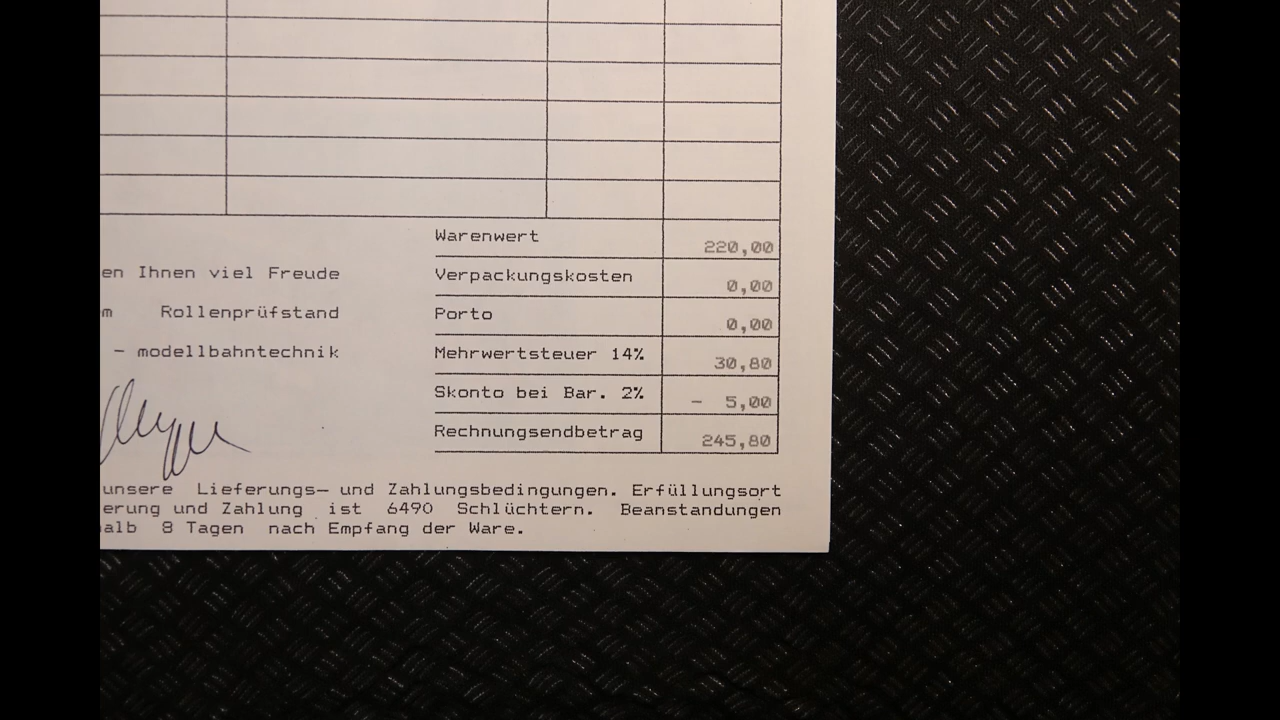 Warenwert 220,00
en Ihnen viel Freude
Verpackungskosten 0,00
m Rollenprüfstand
Porto 0,00
- modellbahntechnik
Mehrwertsteuer 14% 30,80
Skonto bei Bar. 2% - 5,00
Rechnungsendbetrag 245,80
unsere Lieferungs- und Zahlungsbedingungen. Erfüllungsort
erung und Zahlung ist 6490 Schlüchtern. Beanstandungen
alb 8 Tagen nach Empfang der Ware.